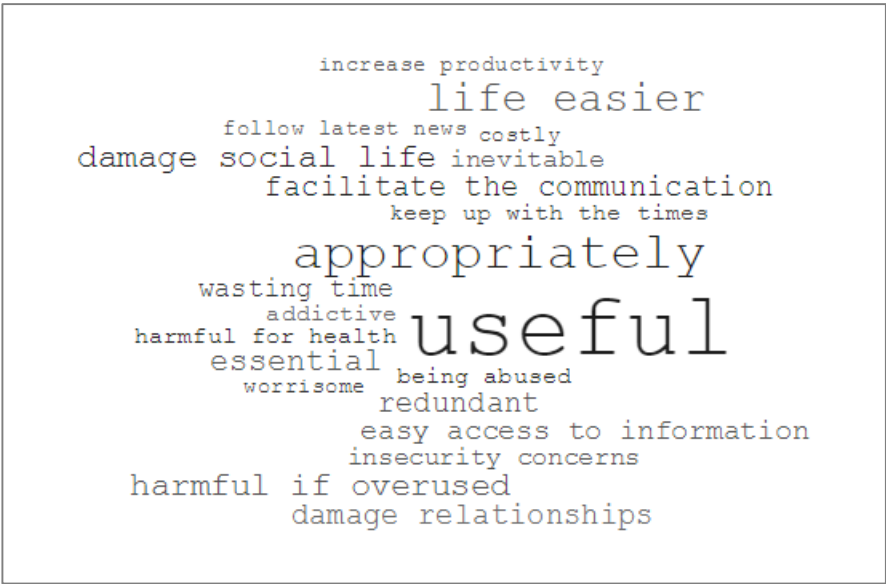 increase productivity
life easier
follow latest news costly
damage social life inevitable
facilitate the communication
keep up with the times
appropriately
wasting time
addictive
useful
harmful for health
essential
being abused
worrisome
redundant
easy access to information
insecurity concerns
harmful if overused
damage relationships